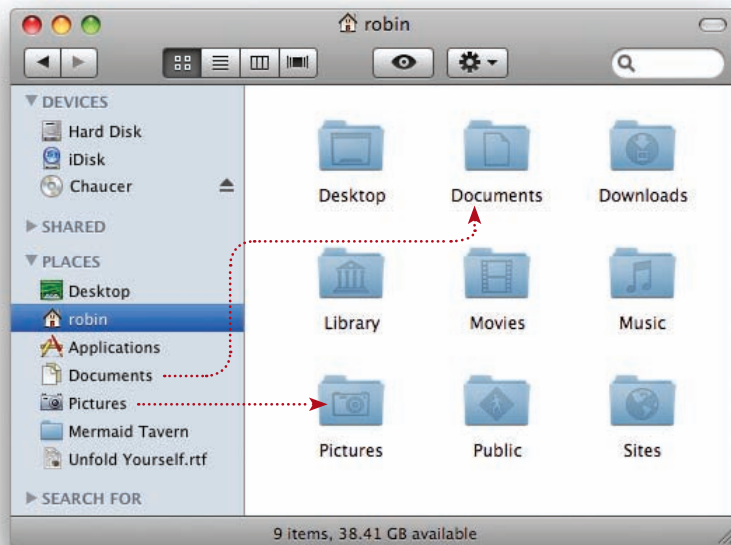 robin
DEVICES
Hard Disk
iDisk
Chaucer
SHARED
PLACES
Desktop
robin
Applications
Documents
Pictures
Mermaid Tavern
Unfold Yourself.rtf
SEARCH FOR
Desktop Documents Downloads
Library Movies Music
Pictures Public Sites
9 items, 38.41 GB available